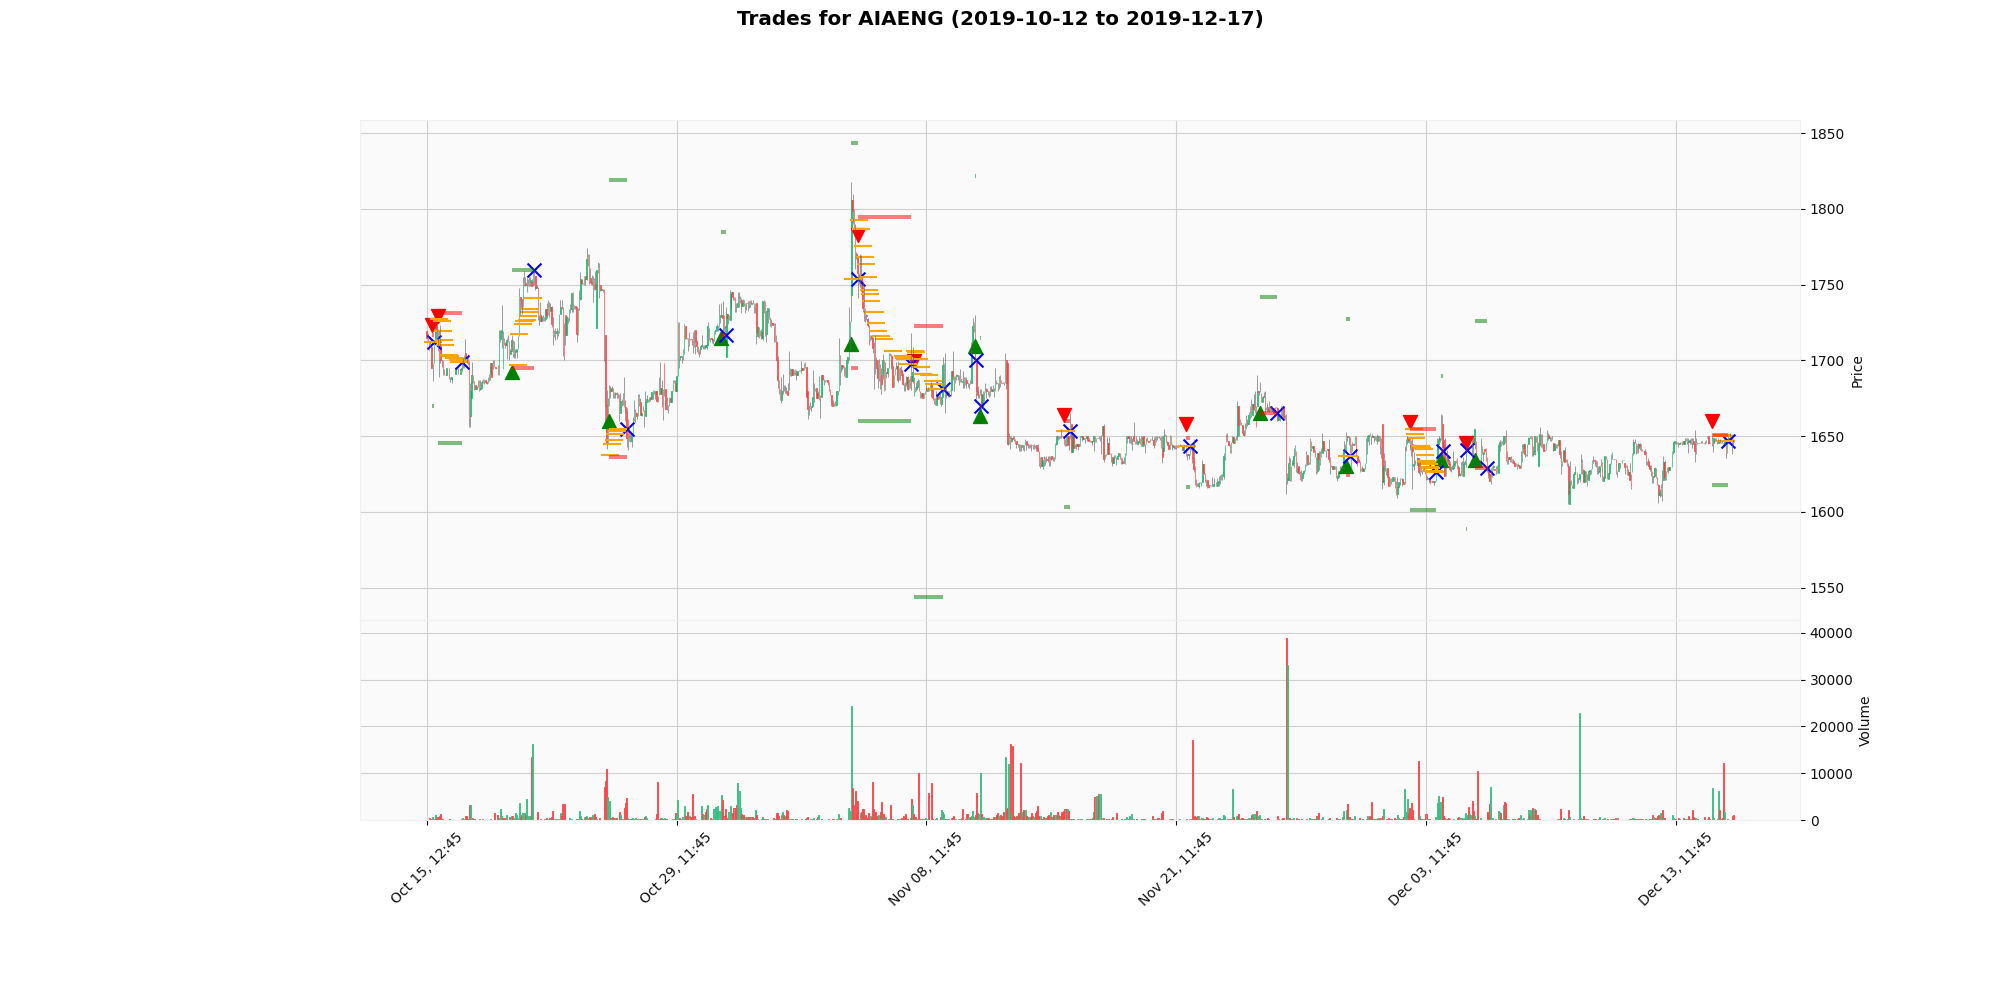 Trades for AIAENG (2019-10-12 to 2019-12-17)
1850
1800
1750
1700
1650
1600
1550
Price
40000
30000
20000
10000
0
Volume
Oct 15, 12:45
Oct 29, 11:45
Nov 08, 11:45
Nov 21, 11:45
Dec 03, 11:45
Dec 13, 11:45